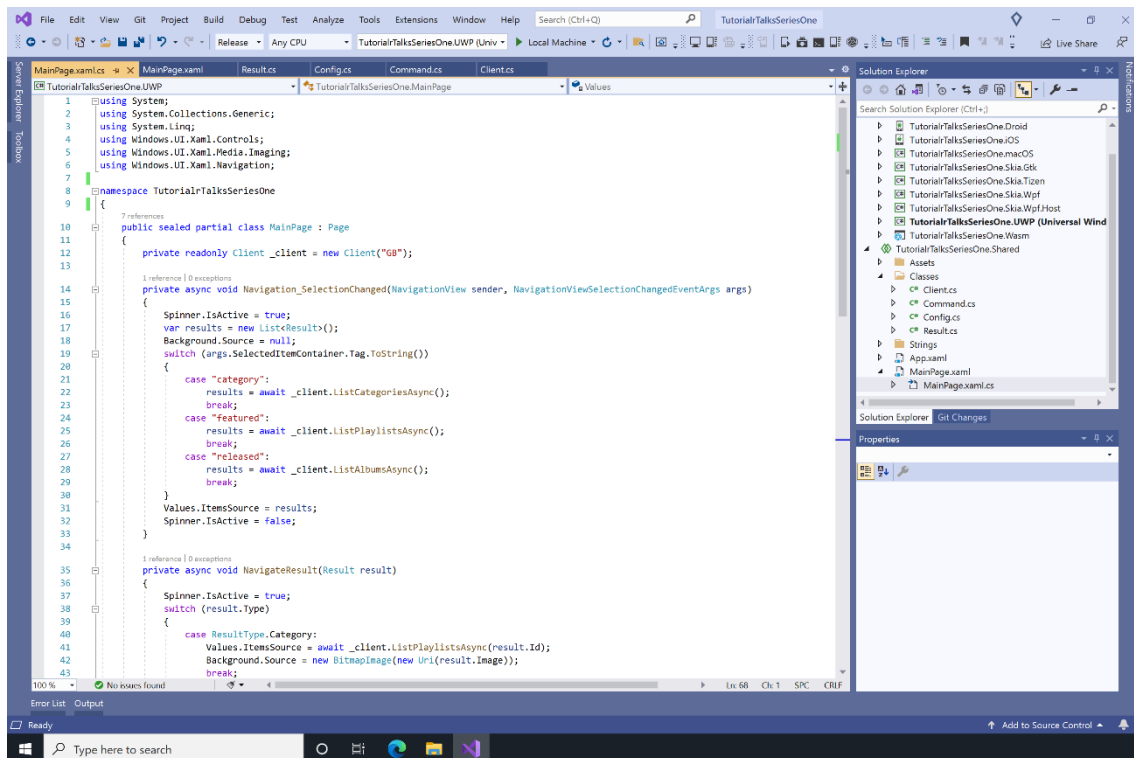 File Edit View Git Project Build Debug Test Analyze Tools Extensions Window Help Search (Ctrl+Q) TutorialrTalksSeriesOne
Release Any CPU TutorialrTalksSeriesOne.UWP (Univ Local Machine Live Share
Server Explorer
Toolbox
MainPage.xaml.cs MainPage.xaml Result.cs Config.cs Command.cs Client.cs
TutorialrTalksSeriesOne.UWP TutorialrTalksSeriesOne.MainPage Values
1 using System;
2 using System.Collections.Generic;
3 using System.Linq;
4 using Windows.UI.Xaml.Controls;
5 using Windows.UI.Xaml.Media.Imaging;
6 using Windows.UI.Xaml.Navigation;
7
8 namespace TutorialrTalksSeriesOne
9 {
7 references
10 public sealed partial class MainPage : Page
11 {
12 private readonly Client _client = new Client("GB");
13
1 reference | 0 exceptions
14 private async void Navigation_SelectionChanged(NavigationView sender, NavigationViewSelectionChangedEventArgs args)
15 {
16 Spinner.IsActive = true;
17 var results = new List<Result>();
18 Background.Source = null;
19 switch (args.SelectedItemContainer.Tag.ToString())
20 {
21 case "category":
22 results = await _client.ListCategoriesAsync();
23 break;
24 case "featured":
25 results = await _client.ListPlaylistsAsync();
26 break;
27 case "released":
28 results = await _client.ListAlbumsAsync();
29 break;
30 }
31 Values.ItemsSource = results;
32 Spinner.IsActive = false;
33 }
34
1 reference | 0 exceptions
35 private async void NavigateResult(Result result)
36 {
37 Spinner.IsActive = true;
38 switch (result.Type)
39 {
40 case ResultType.Category:
41 Values.ItemsSource = await _client.ListPlaylistsAsync(result.Id);
42 Background.Source = new BitmapImage(new Uri(result.Image));
43 break;
100 % No issues found Ln: 68 Ch: 1 SPC CRLF
Solution Explorer
Search Solution Explorer (Ctrl+;)
TutorialrTalksSeriesOne.Droid
TutorialrTalksSeriesOne.iOS
TutorialrTalksSeriesOne.macOS
TutorialrTalksSeriesOne.Skia.Gtk
TutorialrTalksSeriesOne.Skia.Tizen
TutorialrTalksSeriesOne.Skia.Wpf
TutorialrTalksSeriesOne.Skia.Wpf.Host
TutorialrTalksSeriesOne.UWP (Universal Wind
TutorialrTalksSeriesOne.Wasm
TutorialrTalksSeriesOne.Shared
Assets
Classes
C# Client.cs
C# Command.cs
C# Config.cs
C# Result.cs
Strings
App.xaml
MainPage.xaml
MainPage.xaml.cs
Solution Explorer Git Changes
Properties
Notifications
Error List Output
Ready Add to Source Control
Type here to search